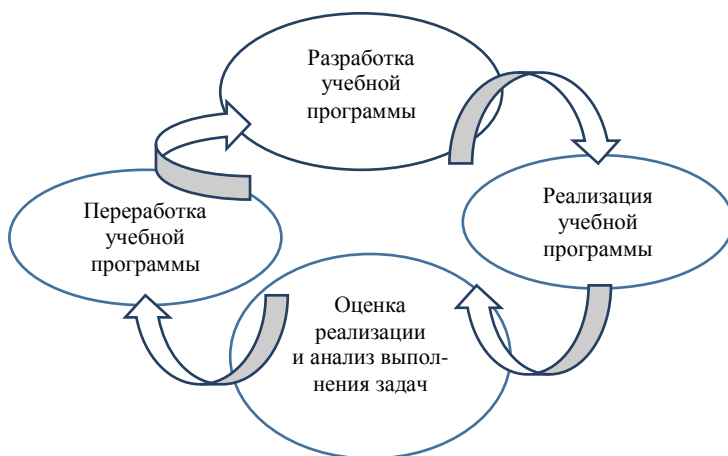 Разработка
учебной
программы
Переработка
учебной
программы
Реализация
учебной
программы
Оценка
реализации
и анализ выпол-
нения задач